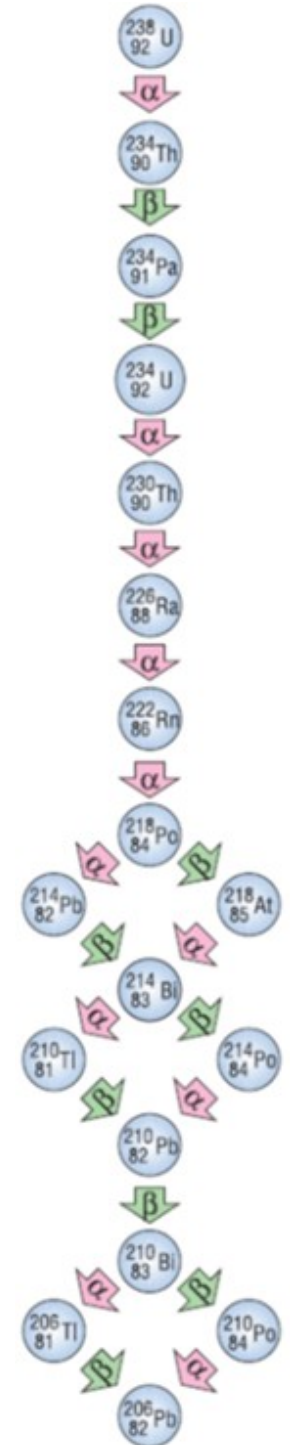 238
92 U
α
234
90 Th
β
234
91 Pa
β
234
92 U
α
230
90 Th
α
226
88 Ra
α
222
86 Rn
α
218
84 Po
α β
214
82 Pb
218
85 At
β α
214
83 Bi
α β
210
81 Tl
214
84 Po
β α
210
82 Pb
β
210
83 Bi
α β
206
81 Tl
210
84 Po
β α
206
82 Pb